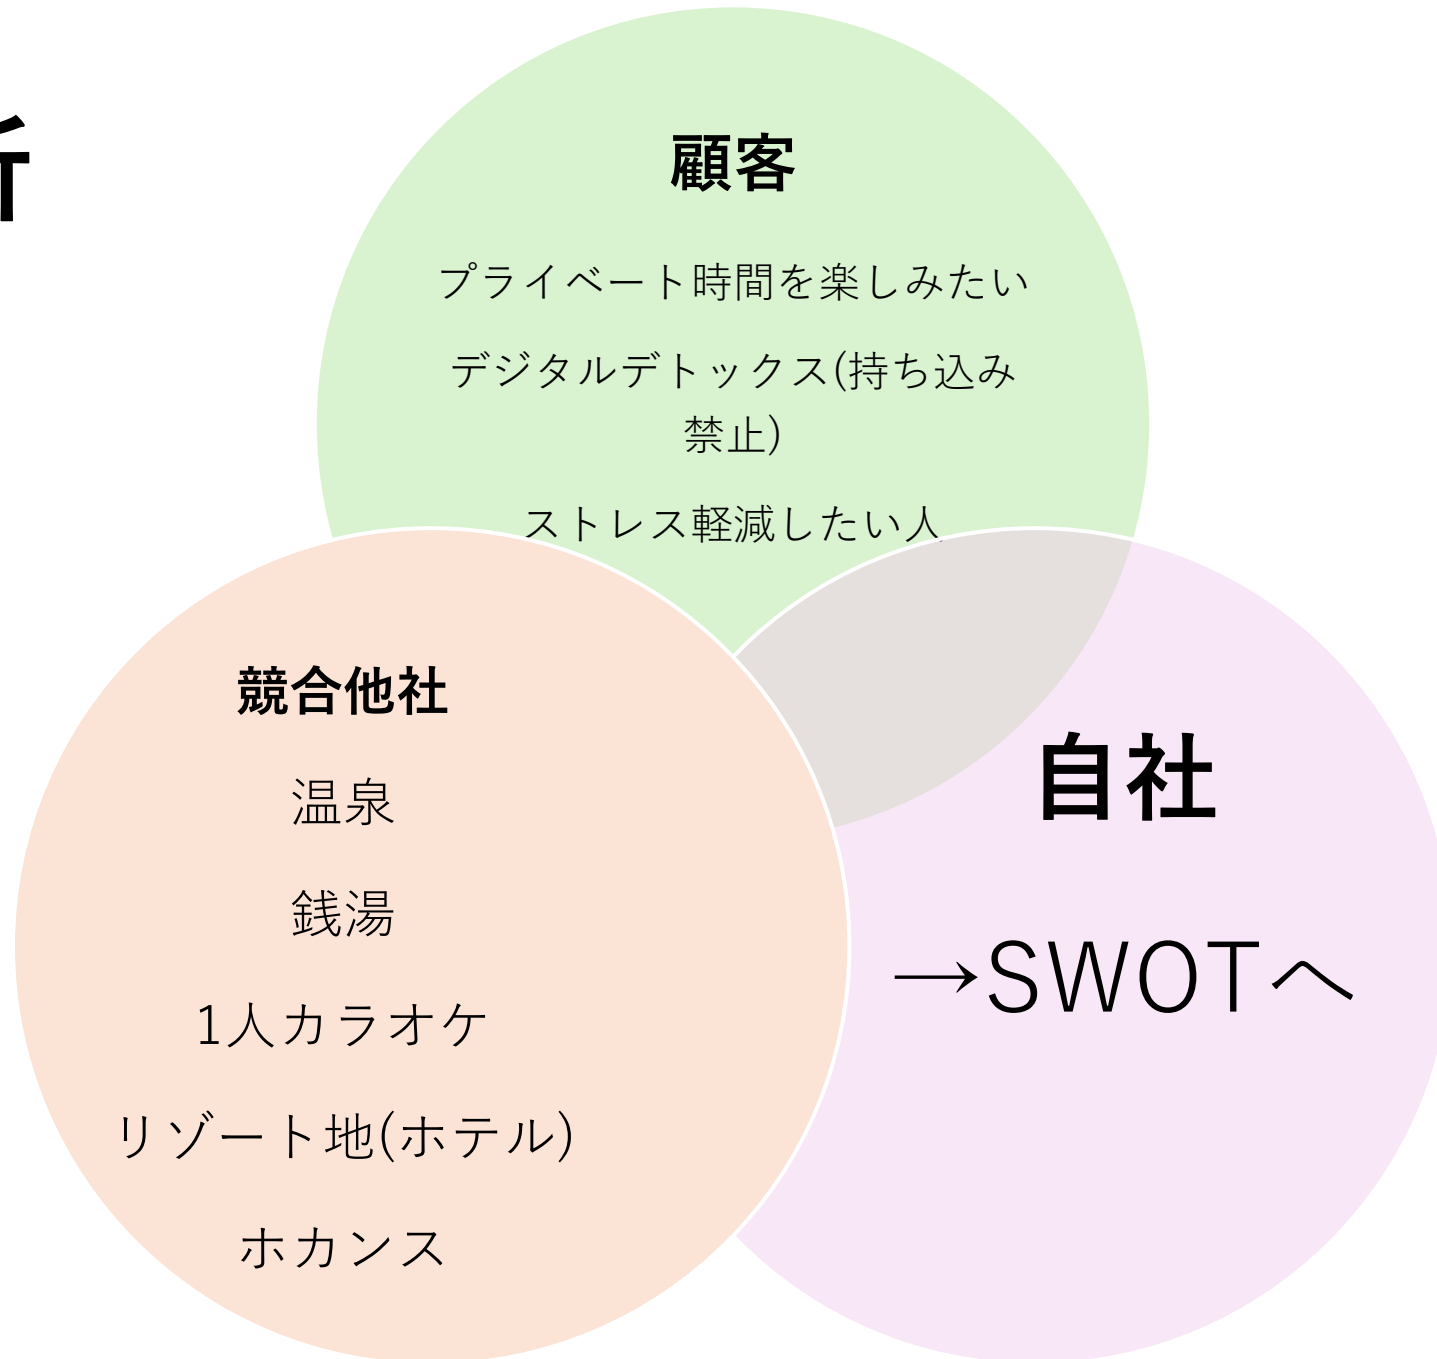 顧客
プライベート時間を楽しみたい
デジタルデトックス(持ち込み
禁止)
ストレス軽減したい人
競合他社
温泉
銭湯
1人カラオケ
リゾート地(ホテル)
ホカンス
自社
→SWOTへ